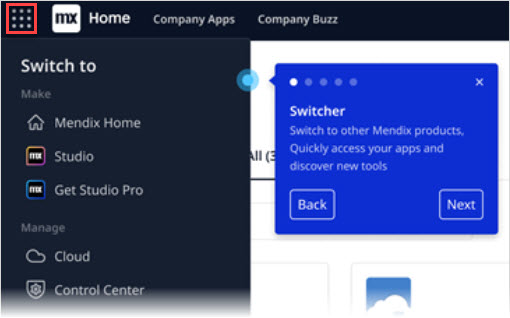 mx Home Company Apps Company Buzz
Switch to
Make
Mendix Home
mx Studio
mx Get Studio Pro
Manage
Cloud
Control Center
All (3
Switcher
Switch to other Mendix products,
Quickly access your apps and
discover new tools
Back Next